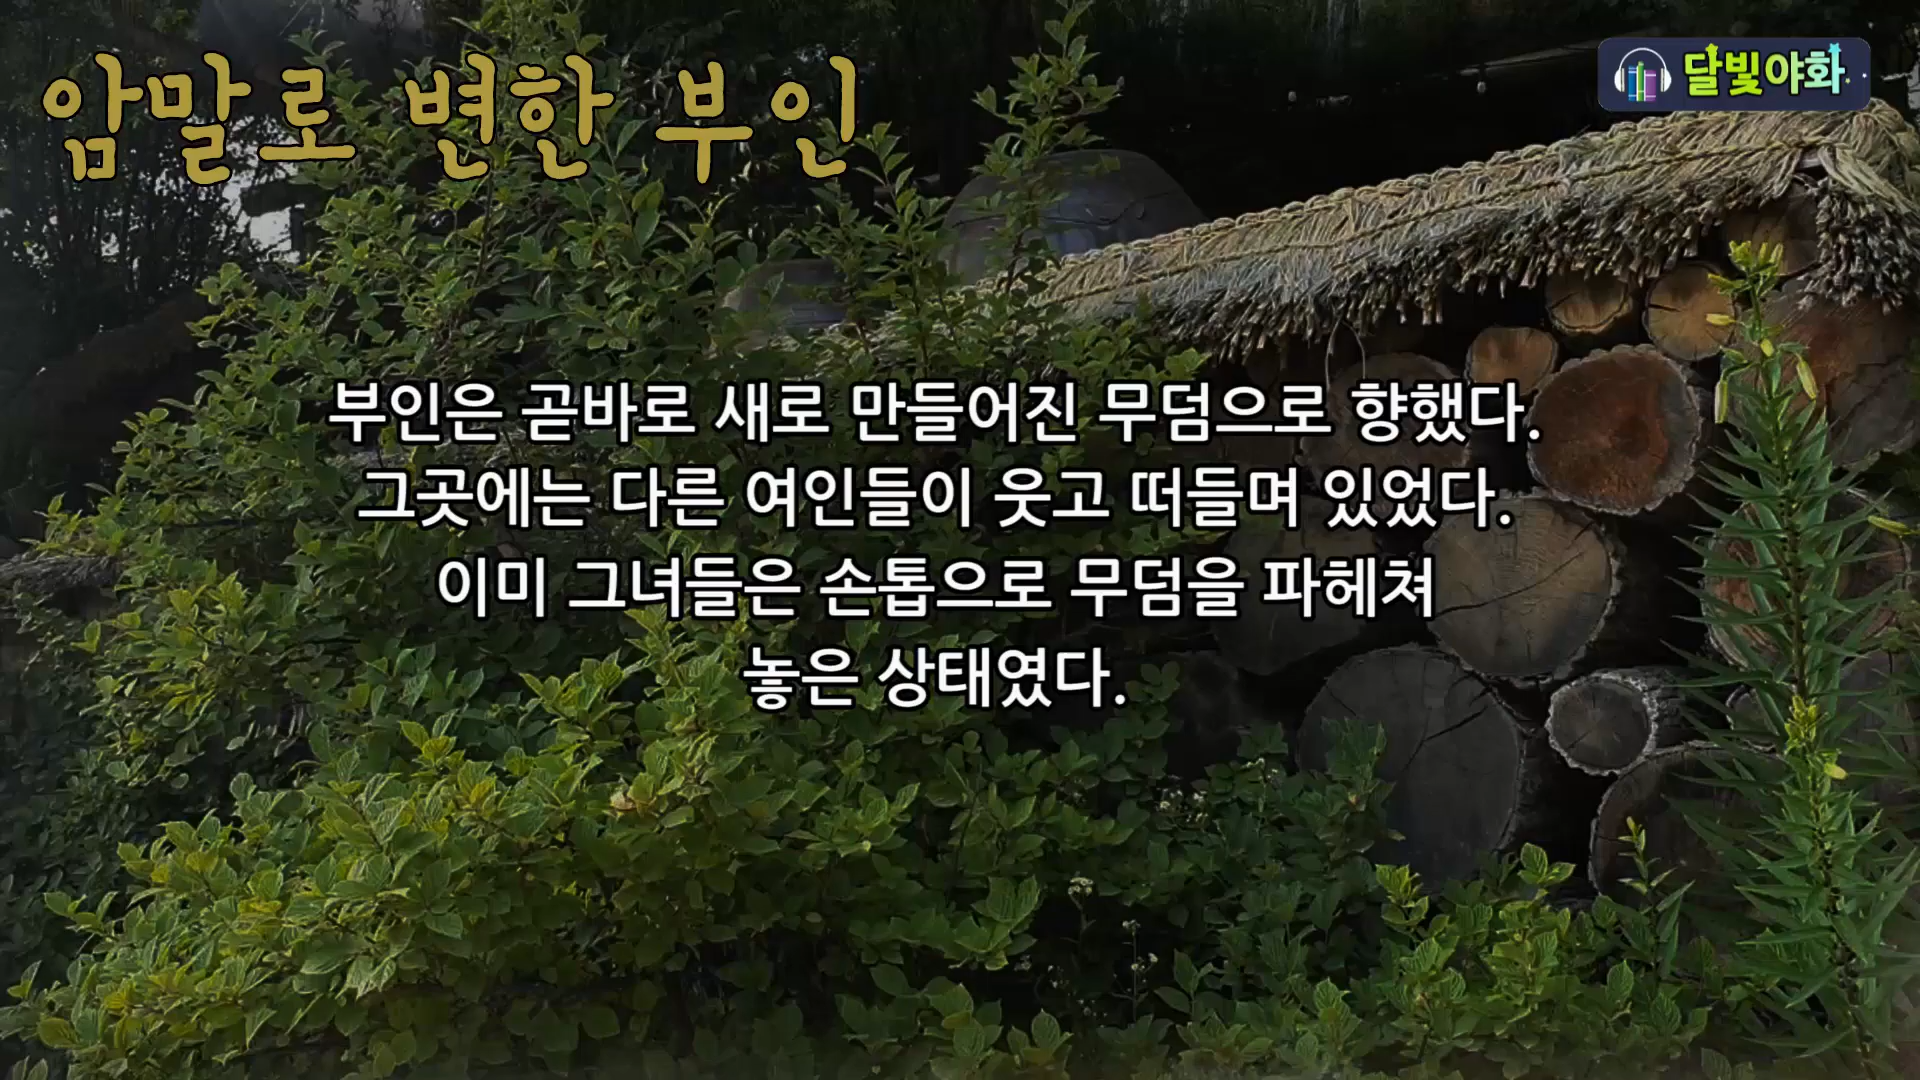 암말로 변한 부인
달빛야화
부인은 곧바로 새로 만들어진 무덤으로 향했다.
그곳에는 다른 여인들이 웃고 떠들며 있었다.
이미 그녀들은 손톱으로 무덤을 파헤쳐
놓은 상태였다.